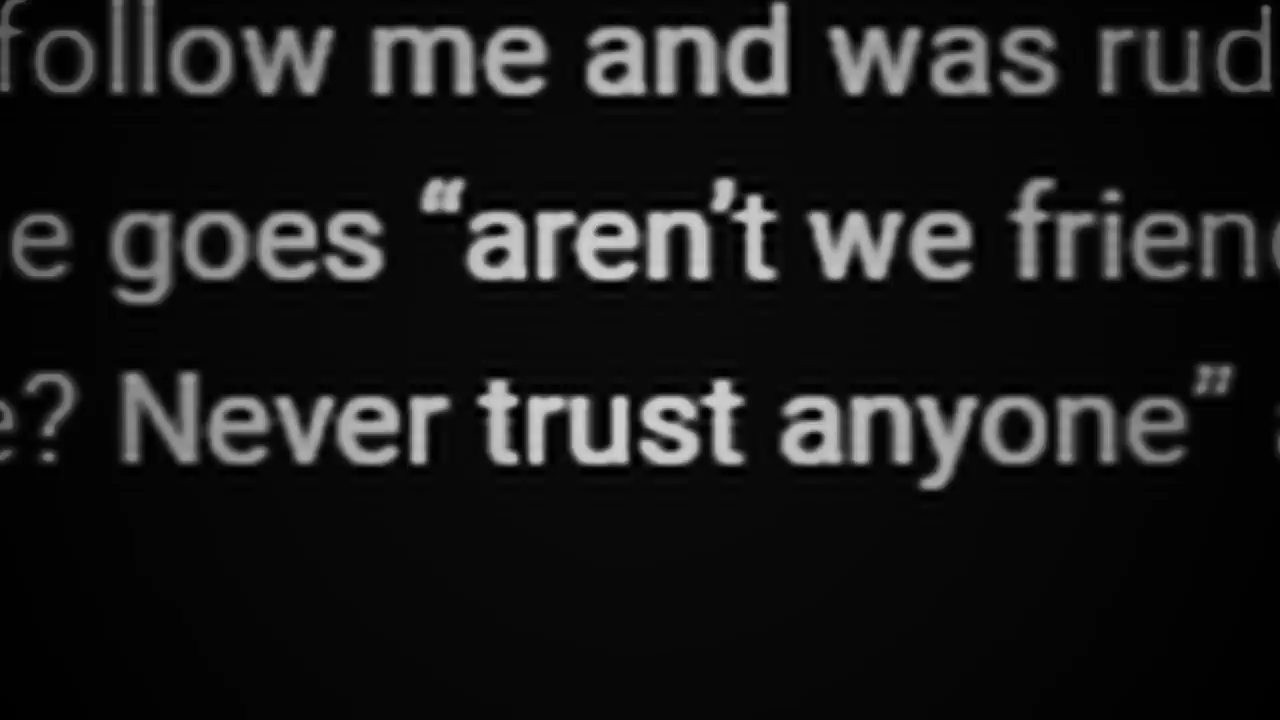 follow me and was rud
e goes “aren’t we frien
e? Never trust anyone”